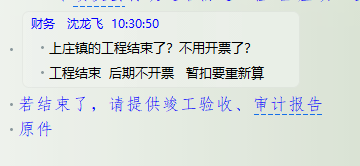 财务 沈龙飞 10:30:50
上庄镇的工程结束了？不用开票了？
工程结束 后期不开票 暂扣要重新算
若结束了，请提供竣工验收、审计报告
原件